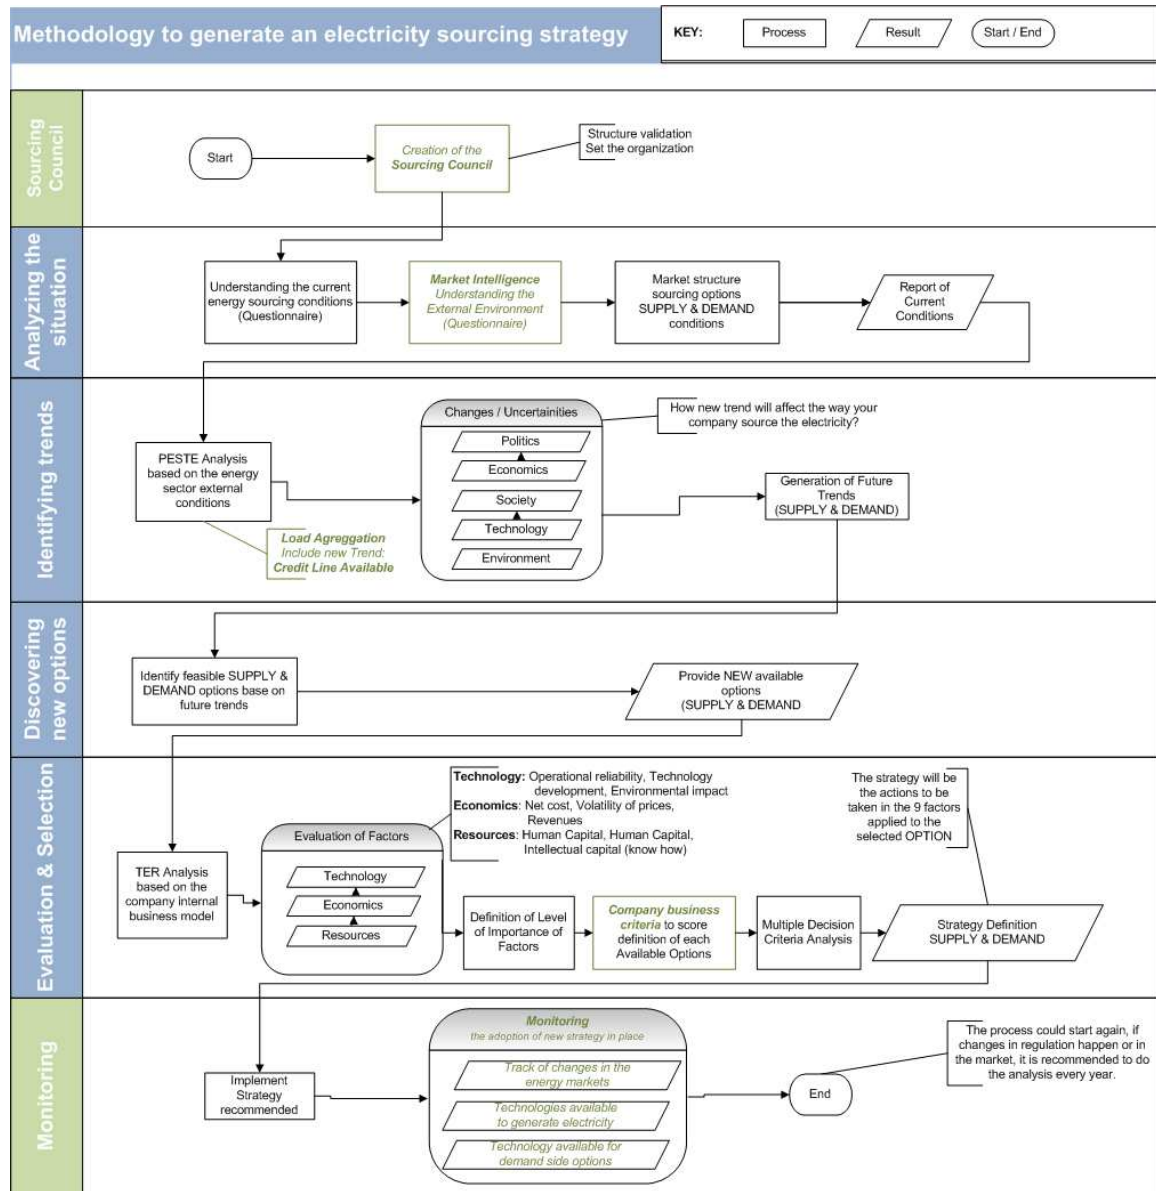 Methodology to generate an electricity sourcing strategy
KEY:
Process
Result
Start / End
Sourcing
Council
Start
Creation of the
Sourcing Council
Structure validation
Set the organization
Analyzing the
situation
Understanding the current
energy sourcing conditions
(Questionnaire)
Market Intelligence
Understanding the
External Environment
(Questionnaire)
Market structure
sourcing options
SUPPLY & DEMAND
conditions
Report of
Current
Conditions
Identifying trends
PESTE Analysis
based on the energy
sector external
conditions
Load Agreggation
Include new Trend:
Credit Line Available
Changes / Uncertainities
Politics
Economics
Society
Technology
Environment
How new trend will affect the way your
company source the electricity?
Generation of Future
Trends
(SUPPLY & DEMAND)
Discovering
new options
Identify feasible SUPPLY &
DEMAND options base on
future trends
Provide NEW available
options
(SUPPLY & DEMAND
Evaluation & Selection
TER Analysis
based on the
company internal
business model
Evaluation of Factors
Technology
Economics
Resources
Technology: Operational reliability, Technology
development, Environmental impact
Economics: Net cost, Volatility of prices,
Revenues
Resources: Human Capital, Human Capital,
Intellectual capital (know how)
Definition of Level
of Importance of
Factors
Company business
criteria to score
definition of each
Available Options
Multiple Decision
Criteria Analysis
The strategy will be
the actions to be
taken in the 9 factors
applied to the
selected OPTION
Strategy Definition
SUPPLY & DEMAND
Monitoring
Implement
Strategy
recommended
Monitoring
the adoption of new strategy in place
Track of changes in the
energy markets
Technologies available
to generate electricity
Technology available for
demand side options
End
The process could start again, if
changes in regulation happen or in
the market, it is recommended to do
the analysis every year.